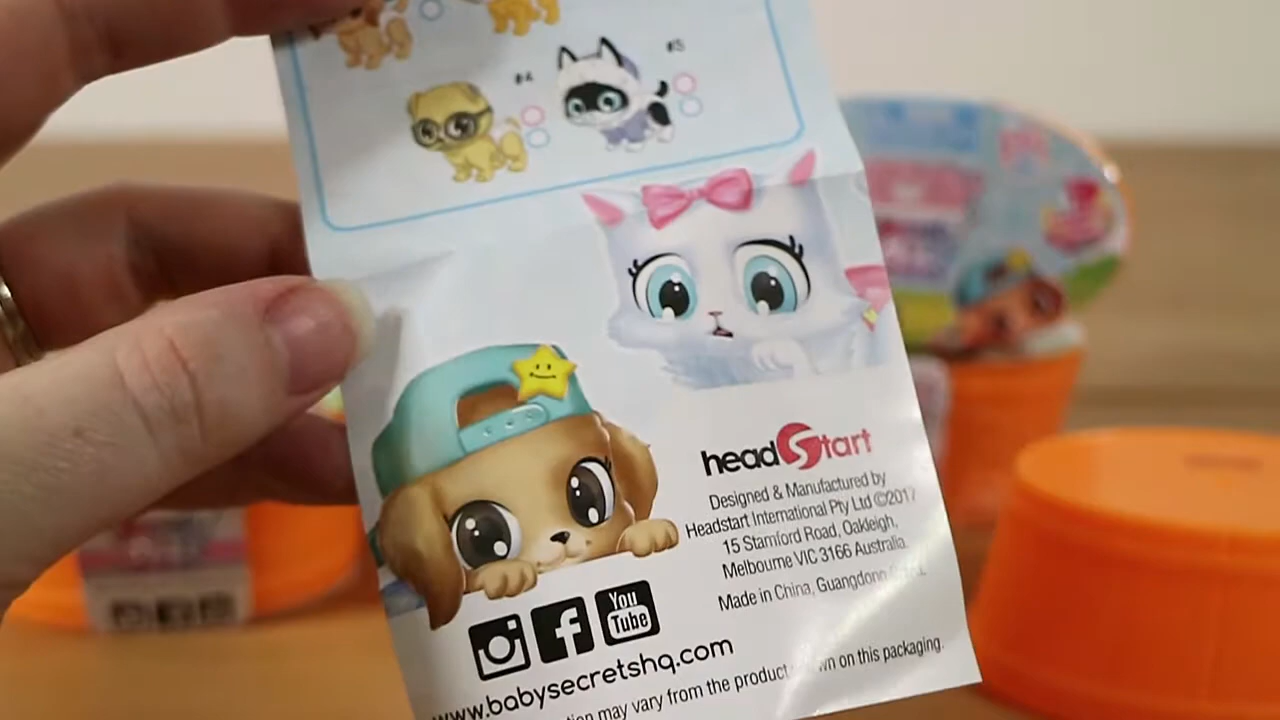 #4
#5
headStart
Designed & Manufactured by
Headstart International Pty Ltd ©2017
15 Stamford Road, Oakleigh,
Melbourne VIC 3166 Australia.
Made in China, Guangdong
You
Tube
www.babysecretshq.com
may vary from the product on this packaging.